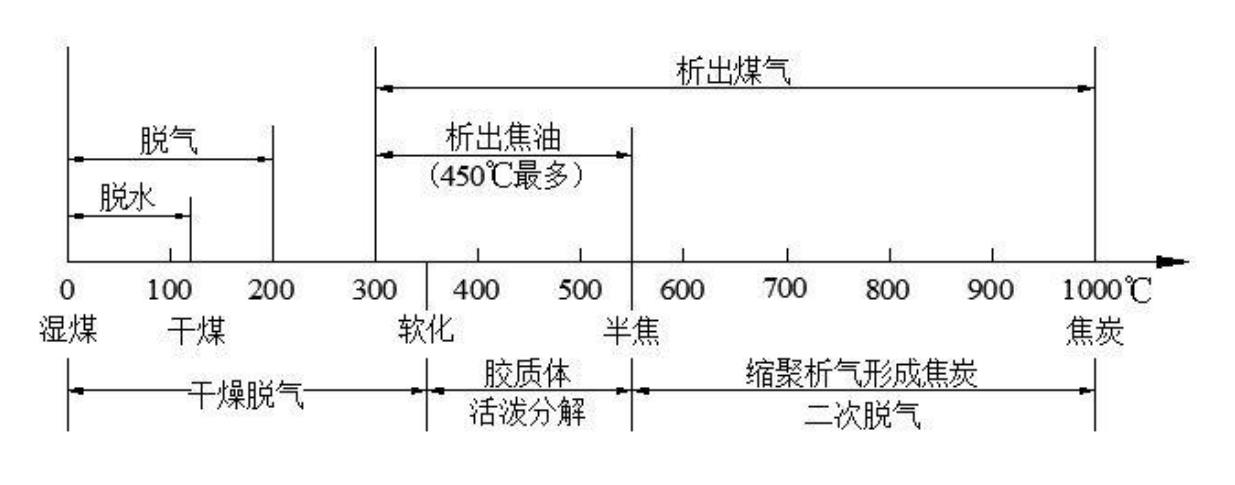 析出煤气
脱气
析出焦油
(450℃最多)
脱水
0 100 200 300 400 500 600 700 800 900 1000℃
湿煤 干煤 软化 半焦 焦炭
干燥脱气
胶质体
活泼分解
缩聚析气形成焦炭
二次脱气